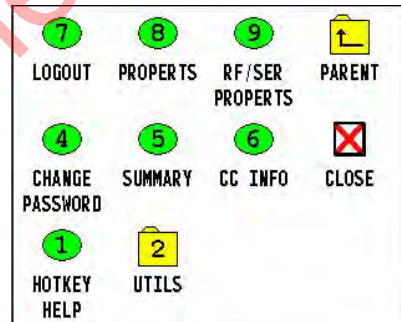 7 8 9
LOGOUT PROPERTS RF/SER PARENT
PROPERTS
4 5 6
CHANGE SUMMARY CC INFO CLOSE
PASSWORD
1 2
HOTKEY UTILS
HELP